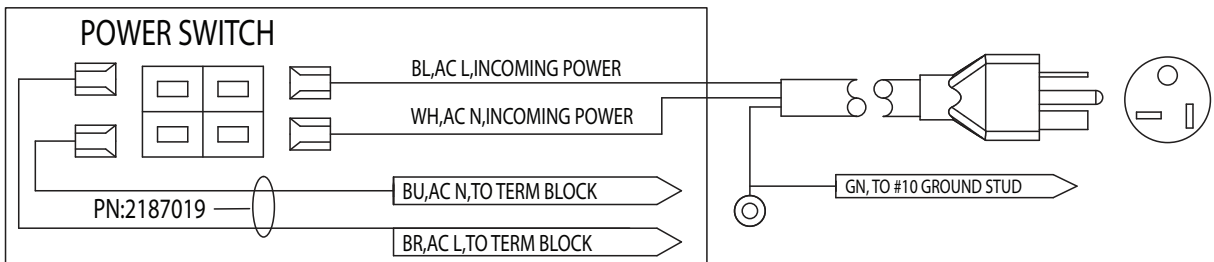 POWER SWITCH
BL,AC L,INCOMING POWER
WH,AC N,INCOMING POWER
BU,AC N,TO TERM BLOCK
GN, TO #10 GROUND STUD
PN:2187019
BR,AC L,TO TERM BLOCK